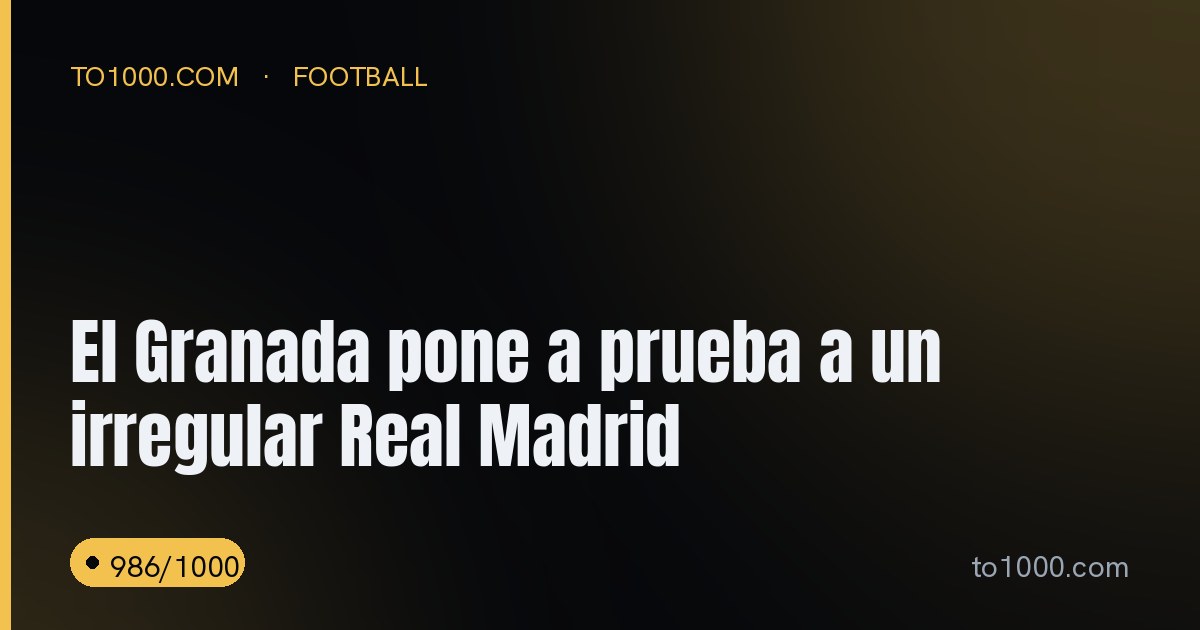 TO1000.COM · FOOTBALL
El Granada pone a prueba a un
irregular Real Madrid
986/1000
to1000.com